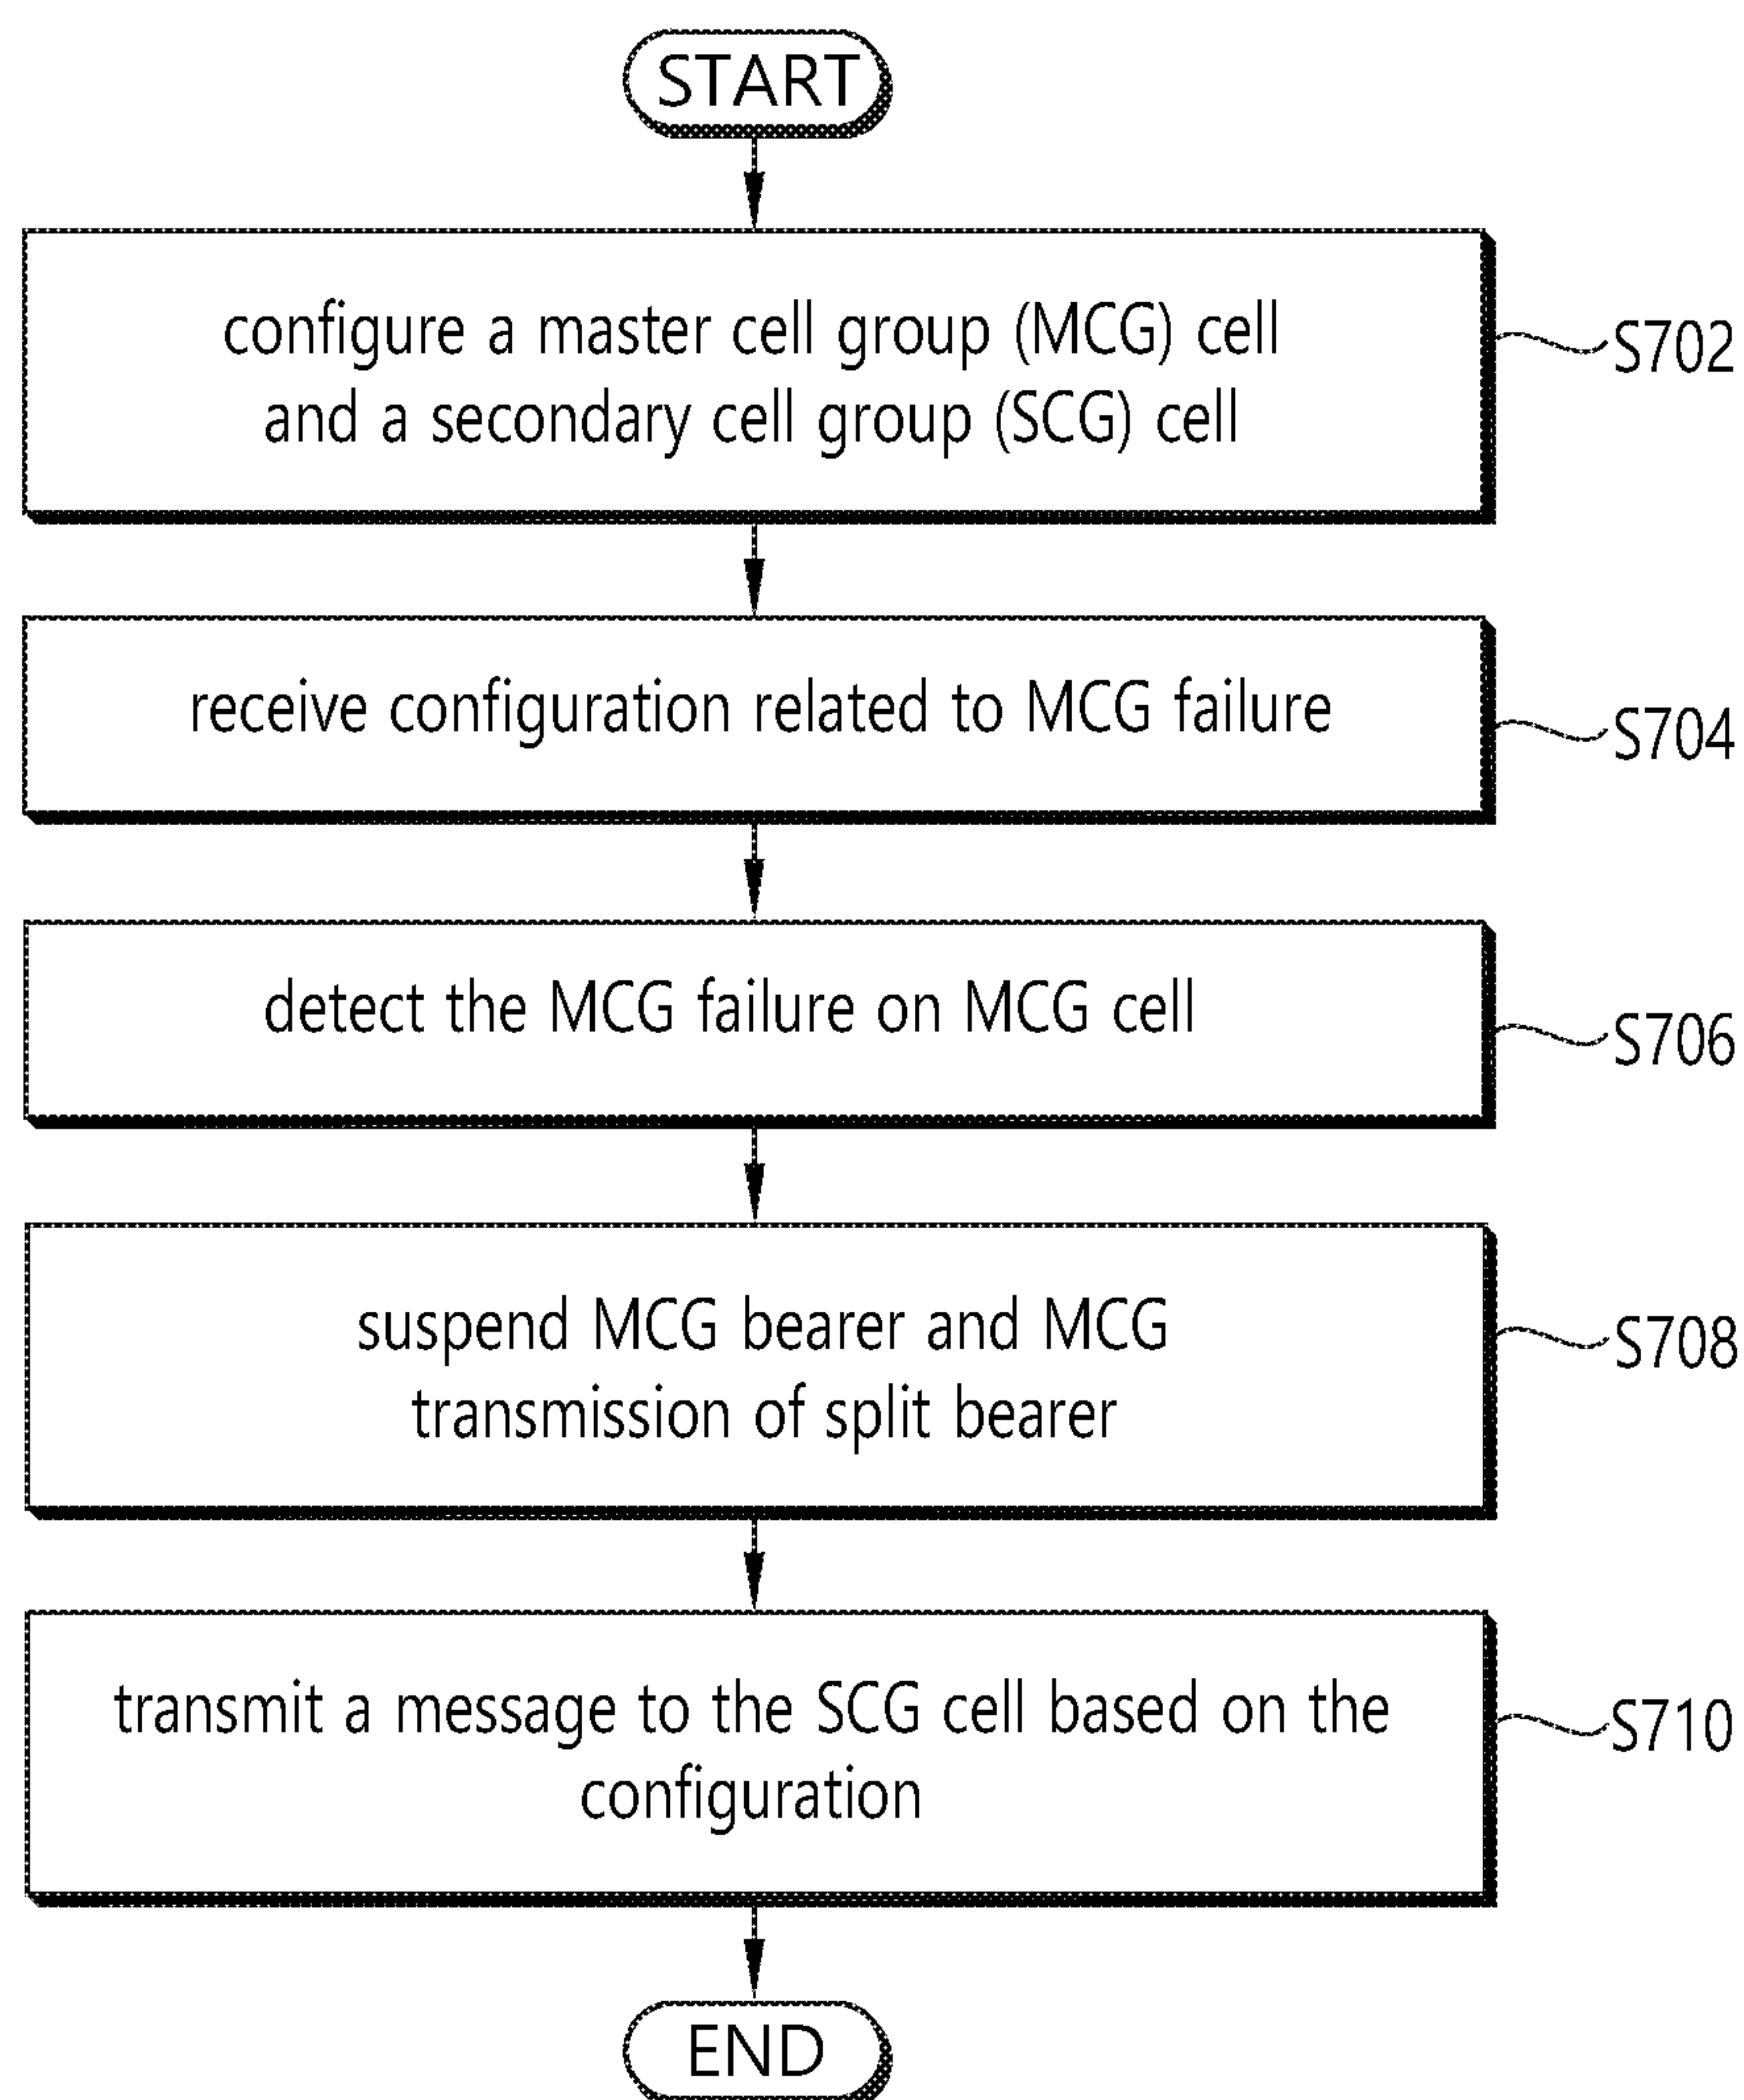 START
configure a master cell group (MCG) cell
and a secondary cell group (SCG) cell
S702
receive configuration related to MCG failure
S704
detect the MCG failure on MCG cell
S706
suspend MCG bearer and MCG
transmission of split bearer
S708
transmit a message to the SCG cell based on the
configuration
S710
END